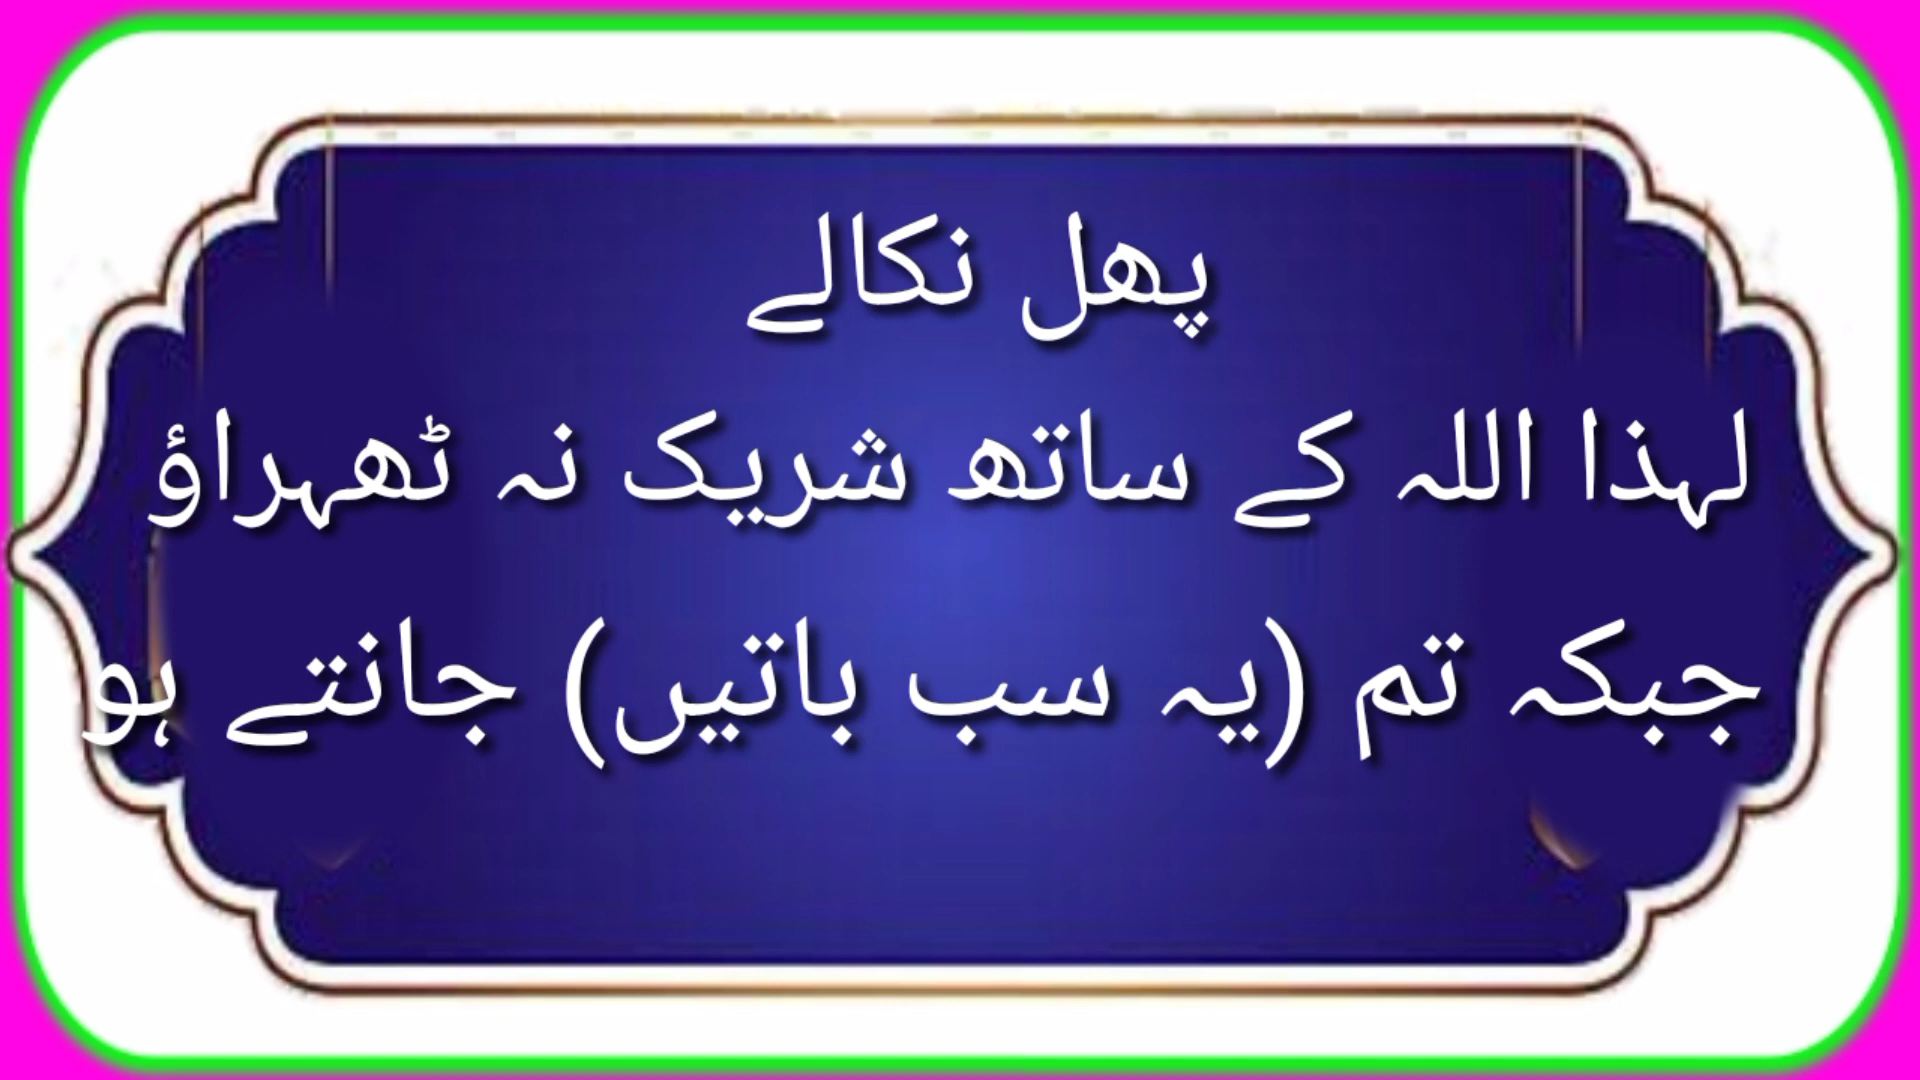 پھل نکالے
لہذا اللہ کے ساتھ شریک نہ ٹھہراؤ
جبکہ تم (یہ سب باتیں) جانتے ہو